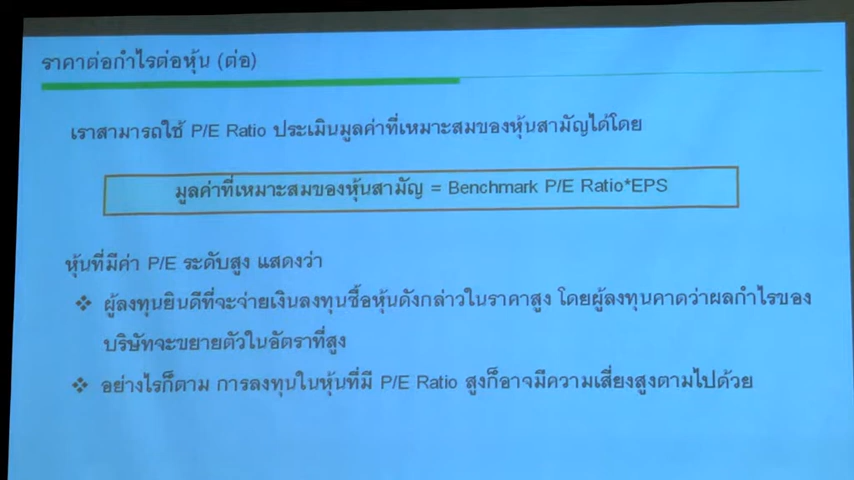 ราคาต่อกำไรต่อหุ้น (ต่อ)
เราสามารถใช้ P/E Ratio ประเมินมูลค่าที่เหมาะสมของหุ้นสามัญได้โดย
มูลค่าที่เหมาะสมของหุ้นสามัญ = Benchmark P/E Ratio*EPS
หุ้นที่มีค่า P/E ระดับสูง แสดงว่า
❖ ผู้ลงทุนยินดีที่จะจ่ายเงินลงทุนซื้อหุ้นดังกล่าวในราคาสูง โดยผู้ลงทุนคาดว่าผลกำไรของ
บริษัทจะขยายตัวในอัตราที่สูง
❖ อย่างไรก็ตาม การลงทุนในหุ้นที่มี P/E Ratio สูงก็อาจมีความเสี่ยงสูงตามไปด้วย